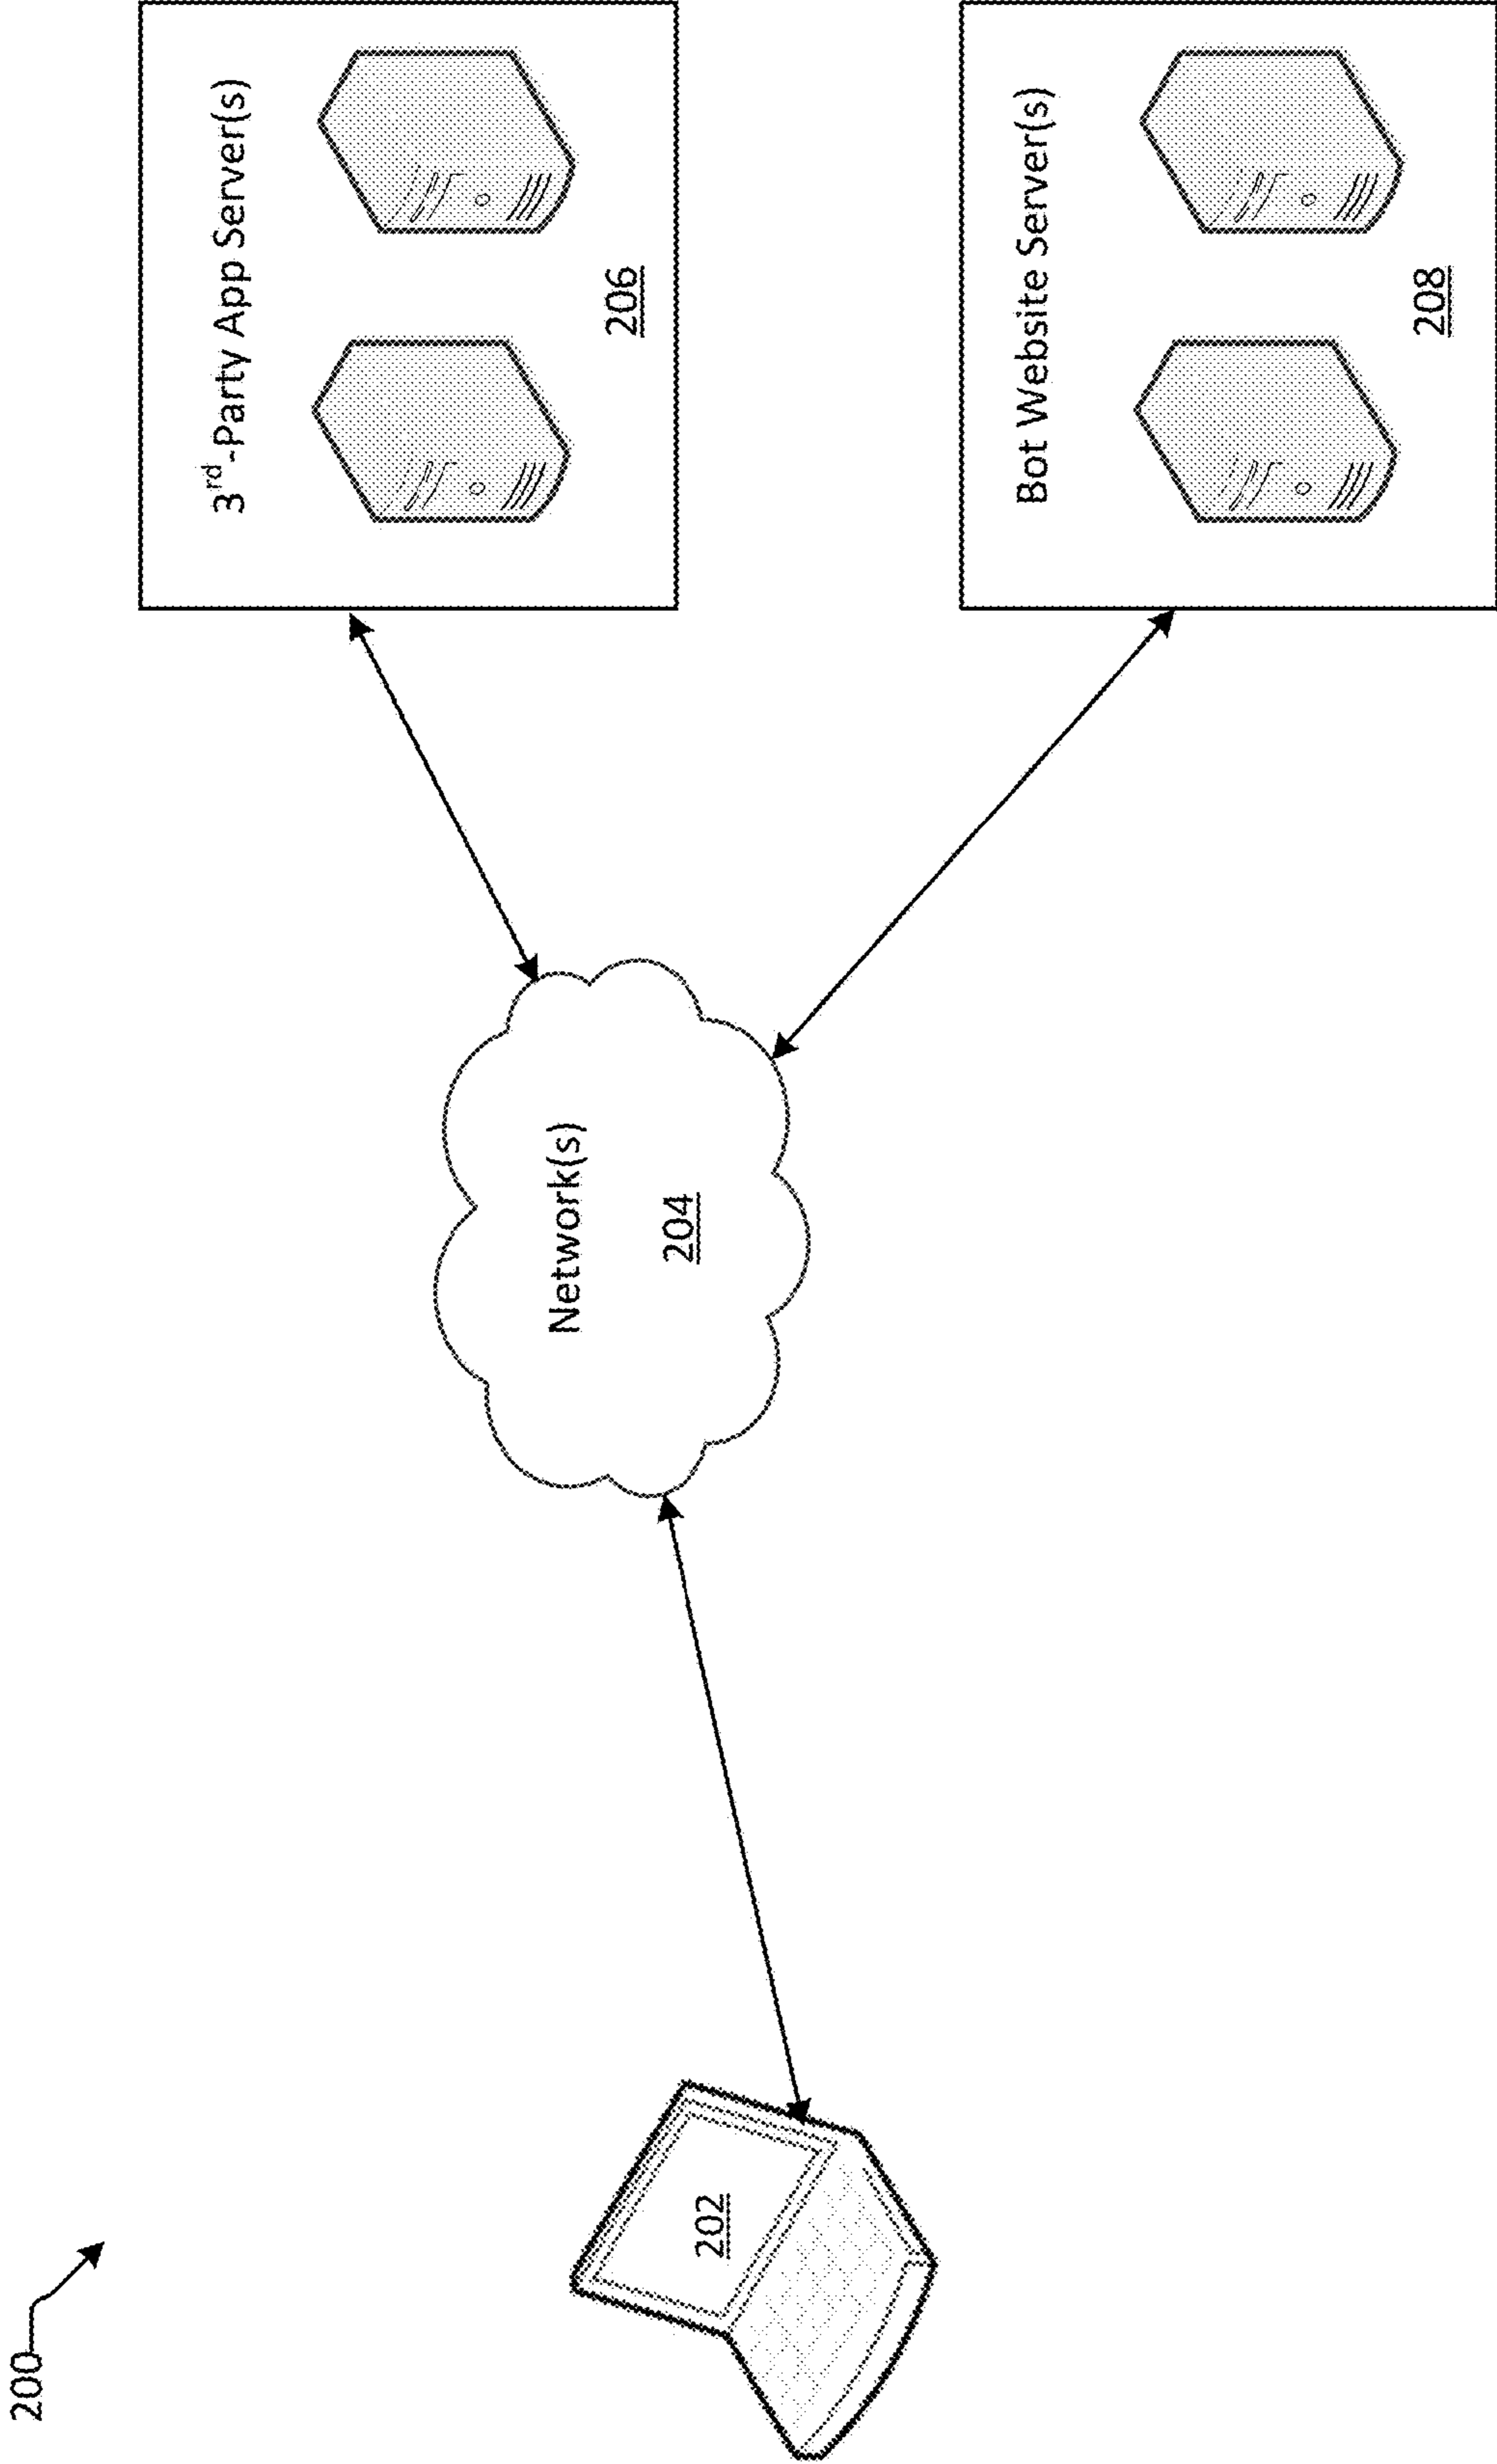 200
202
Network(s)
204
3rd-Party App Server(s)
206
Bot Website Server(s)
208